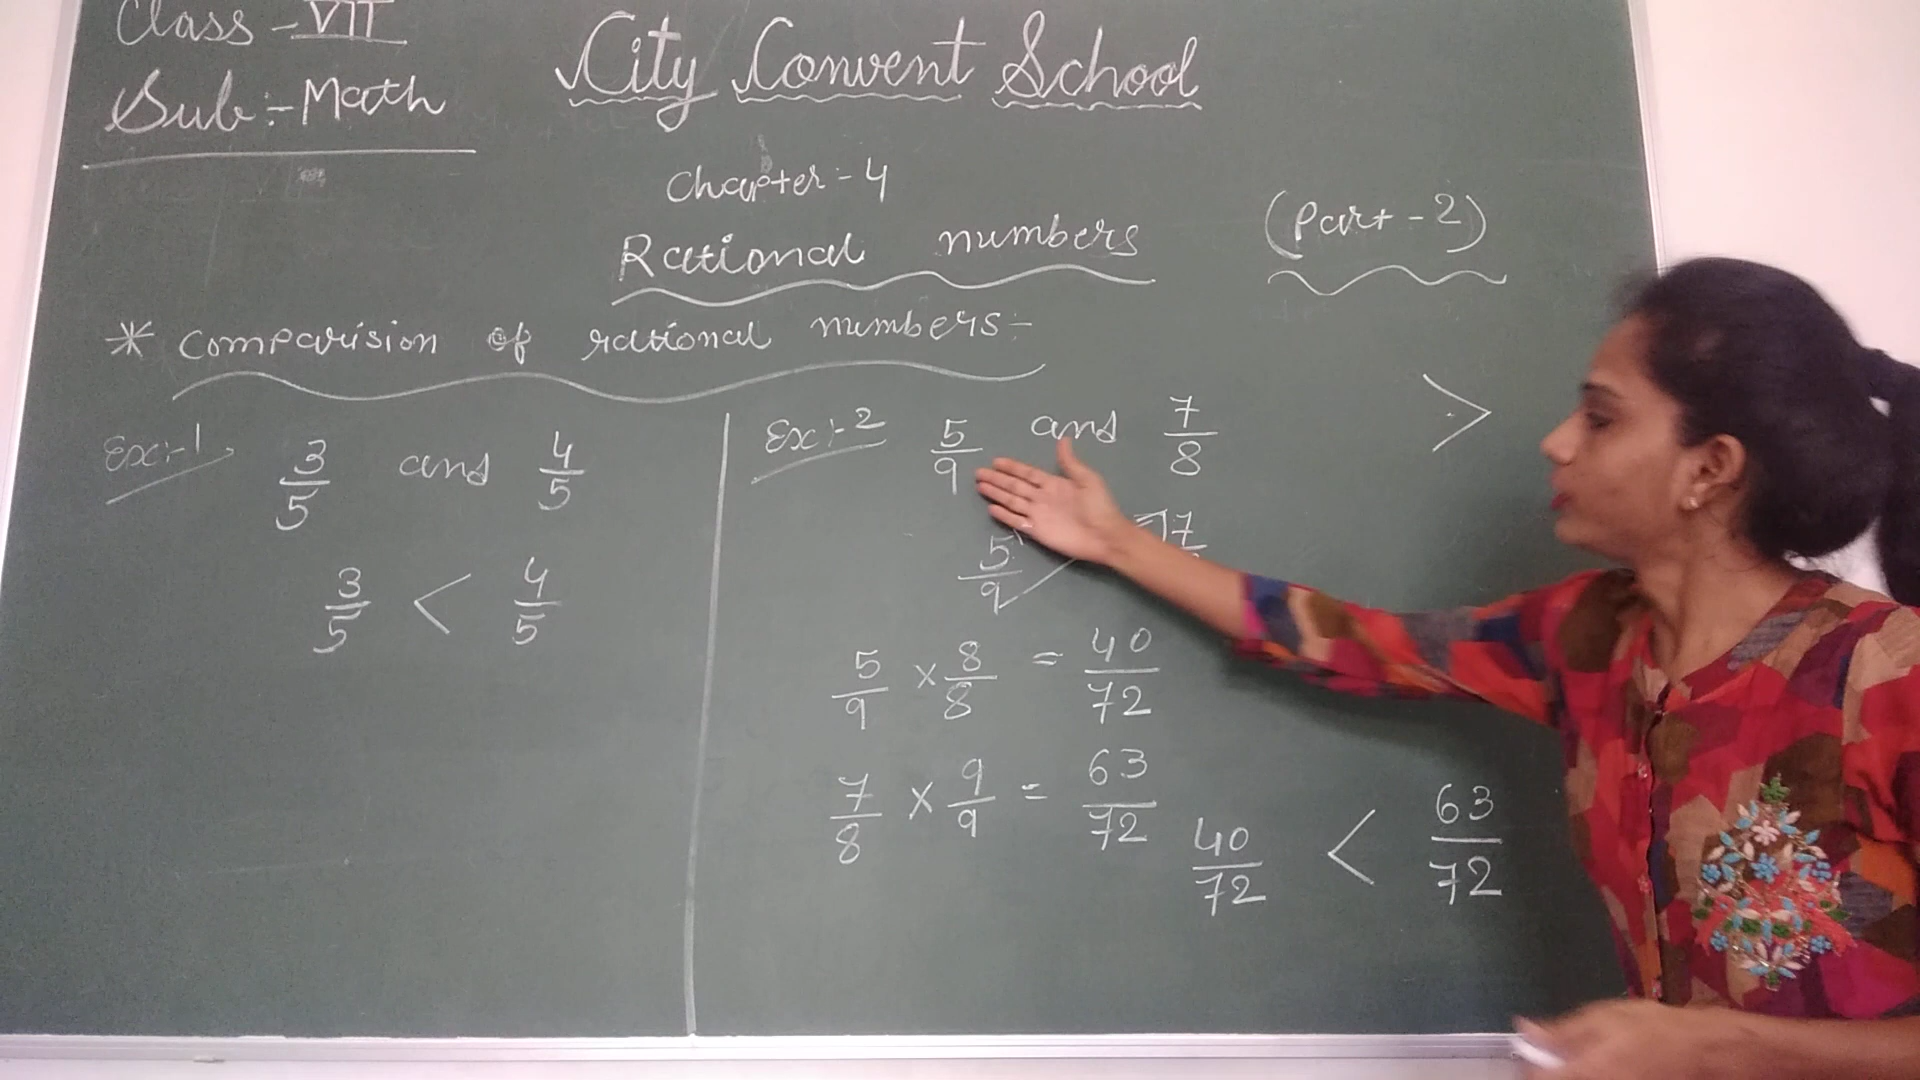 Class - VII
Sub:- Math
City Convent School
Chapter:- 4
Rational numbers
(Part - 2)
* Comparision of rational numbers:-
Ex:-1 3/5 and 4/5
3/5 < 4/5
Ex:-2 5/9 and 7/8
>
5/9 7
5/9 × 8/8 = 40/72
7/8 × 9/9 = 63/72
40/72 < 63/72